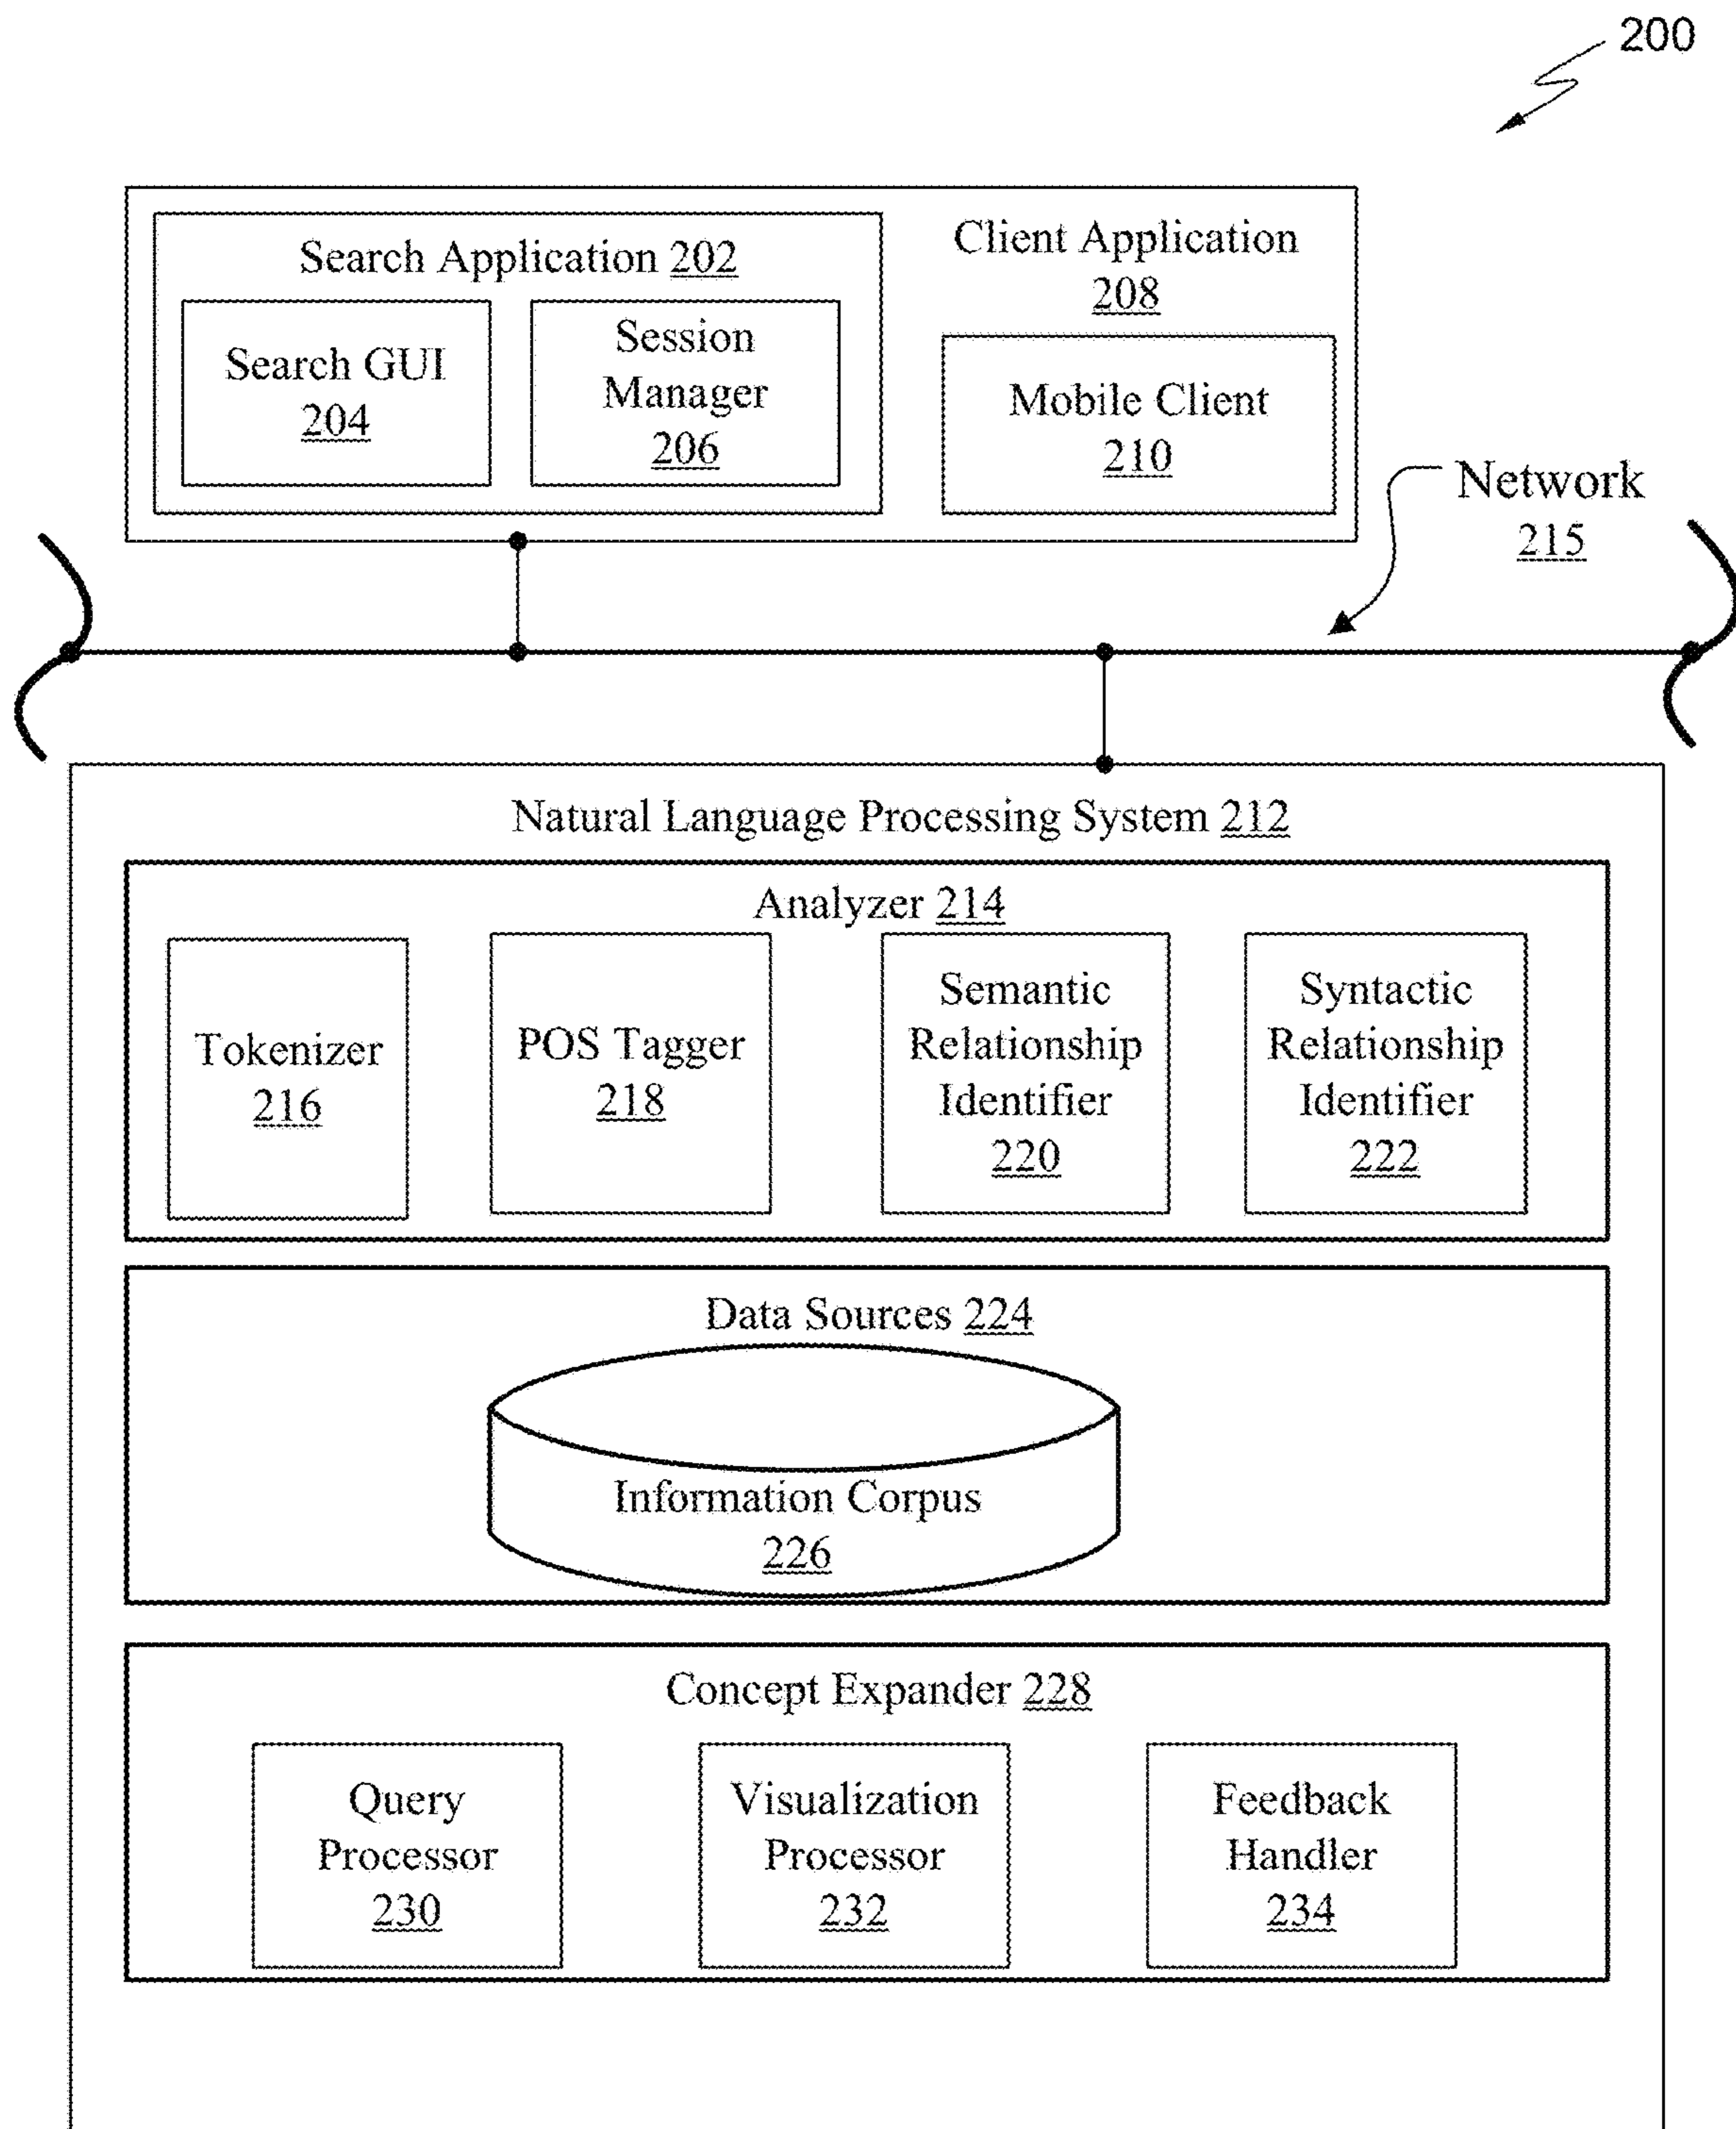 200
Search Application 202
Client Application
208
Search GUI
204
Session
Manager
206
Mobile Client
210
Network
215
Natural Language Processing System 212
Analyzer 214
Tokenizer
216
POS Tagger
218
Semantic
Relationship
Identifier
220
Syntactic
Relationship
Identifier
222
Data Sources 224
Information Corpus
226
Concept Expander 228
Query
Processor
230
Visualization
Processor
232
Feedback
Handler
234